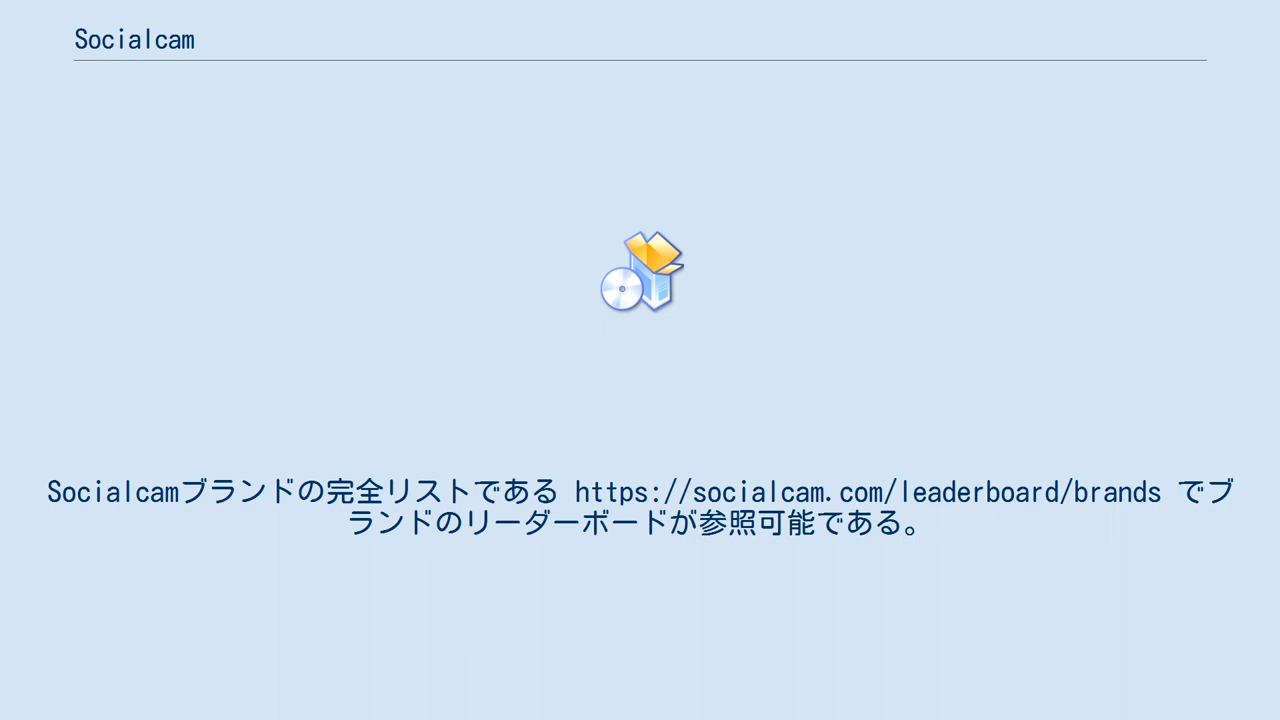 Socialcam
Socialcamブランドの完全リストである https://socialcam.com/leaderboard/brands でブ
ランドのリーダーボードが参照可能である。